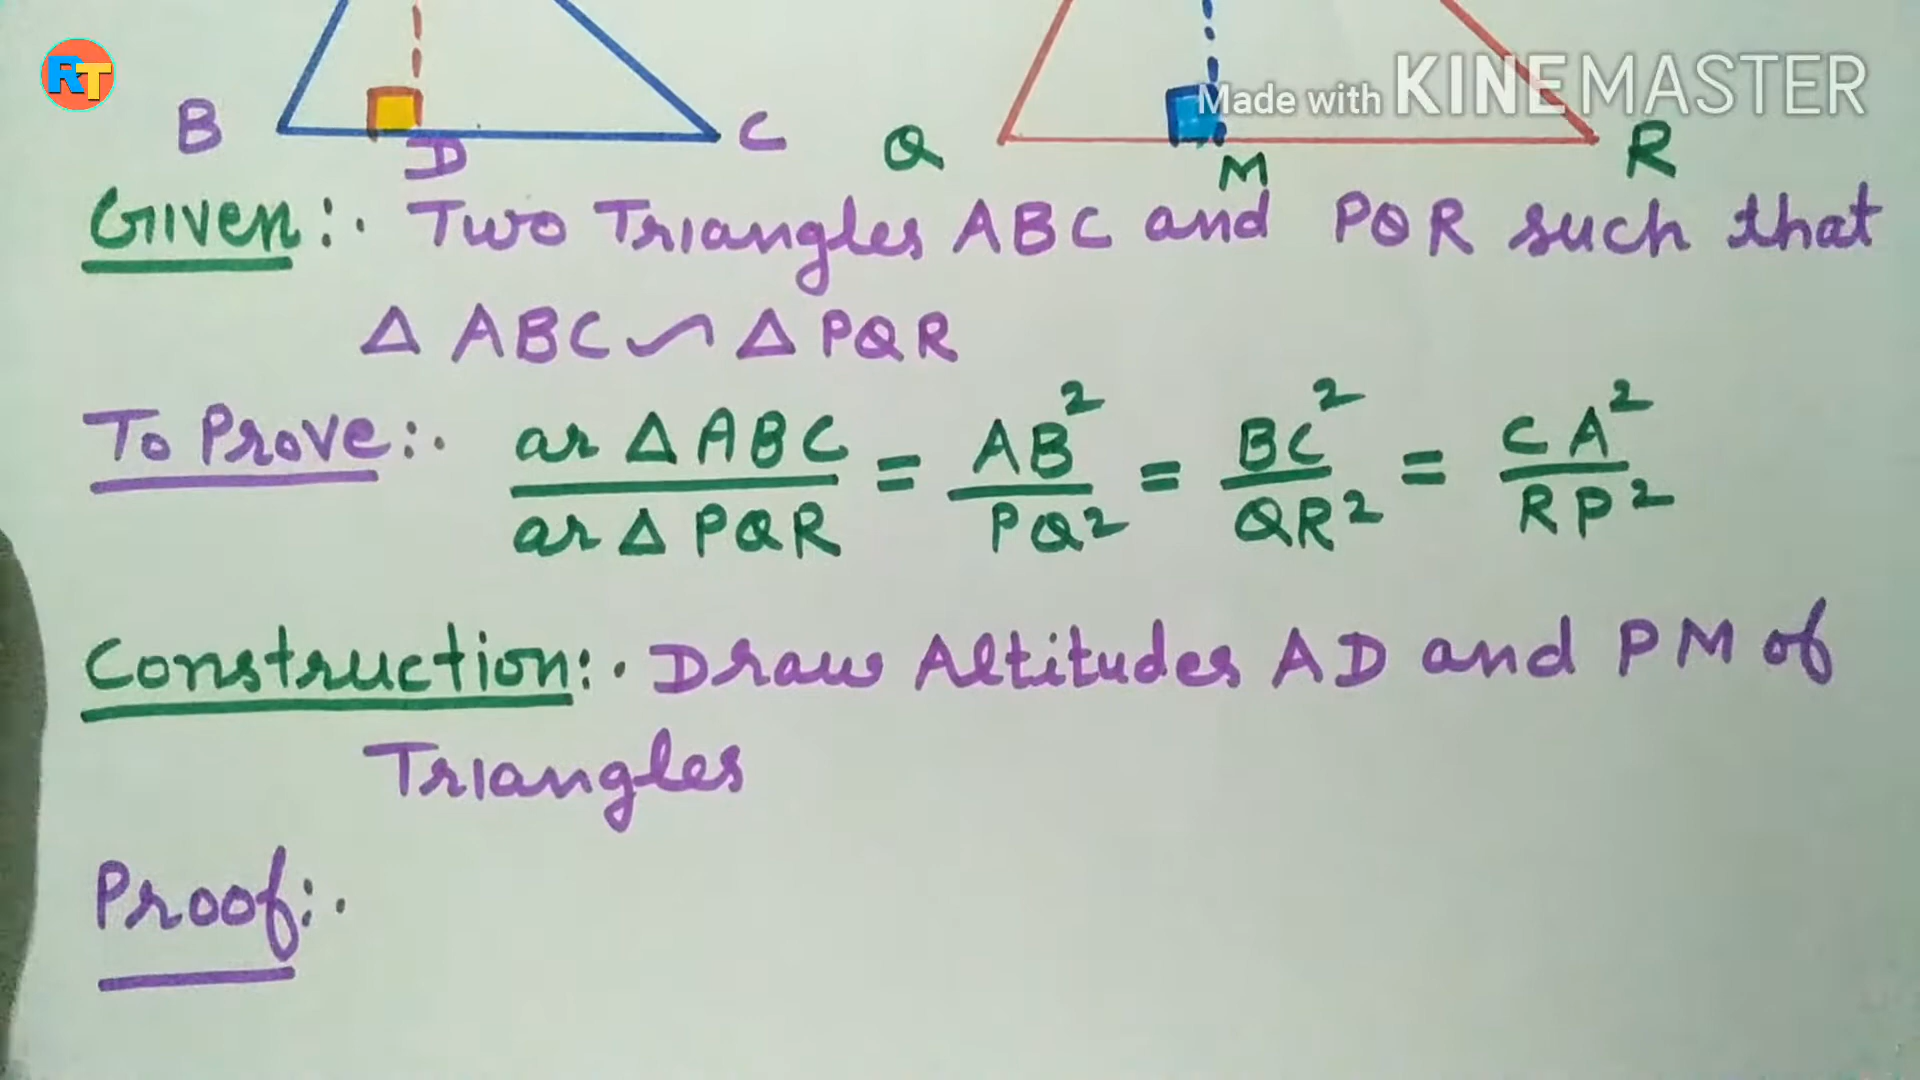 RT
Made with KINEMASTER
B D C Q M R
Given:. Two Triangles ABC and PQR such that
Δ ABC ~ Δ PQR
To Prove:. ar Δ ABC / ar Δ PQR = AB² / PQ² = BC² / QR² = CA² / RP²
Construction:. Draw Altitudes AD and PM of
Triangles
Proof:.